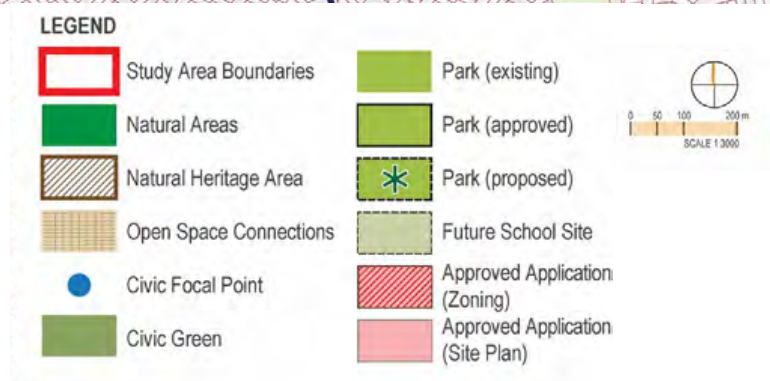 LEGEND
Study Area Boundaries
Natural Areas
Natural Heritage Area
Open Space Connections
Civic Focal Point
Civic Green
Park (existing)
Park (approved)
Park (proposed)
Future School Site
Approved Application
(Zoning)
Approved Application
(Site Plan)
0 50 100 200 m
SCALE 1:3000